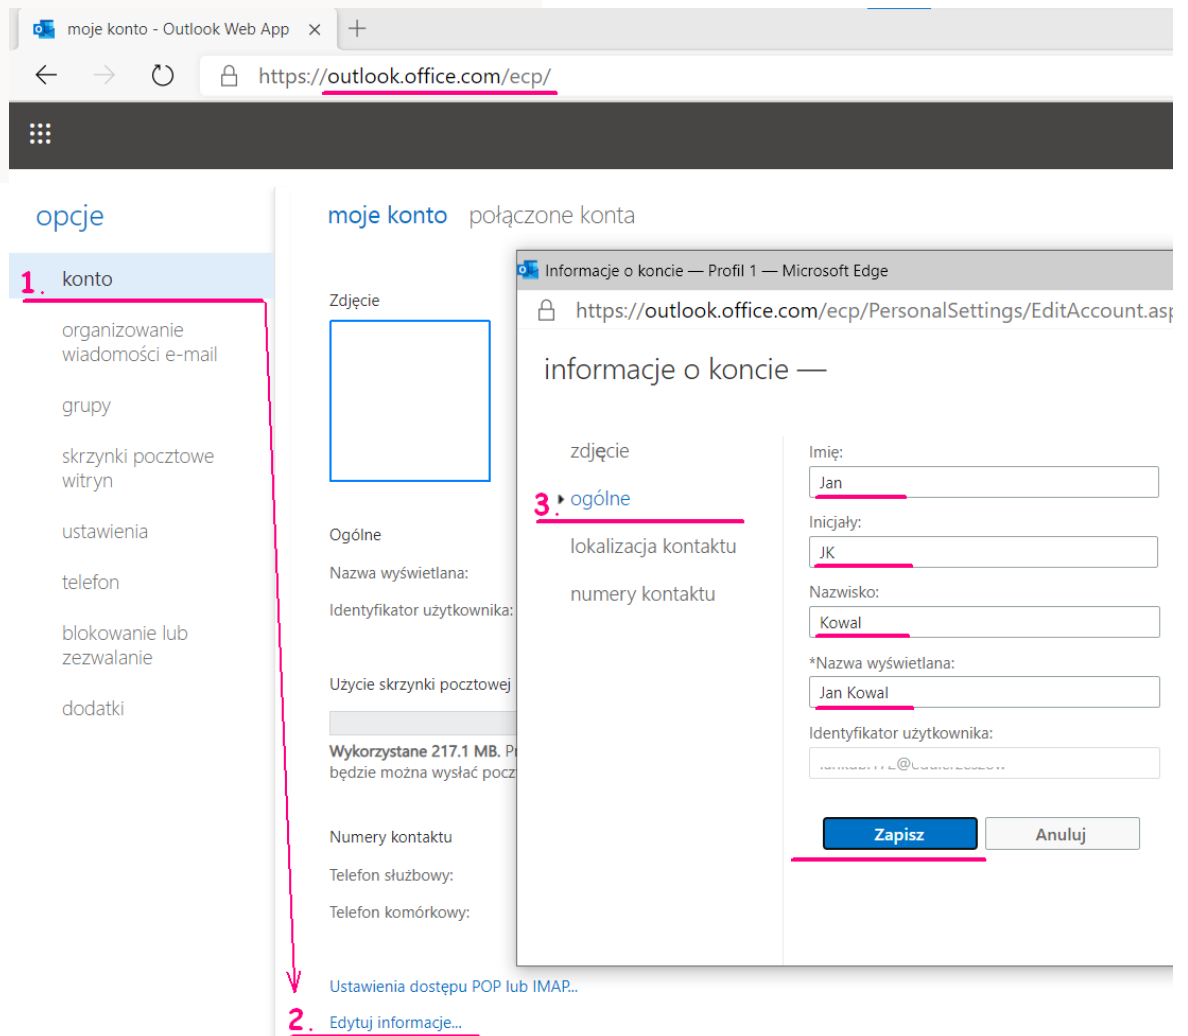 moje konto - Outlook Web App
https://outlook.office.com/ecp/
opcje
1. konto
organizowanie
wiadomości e-mail
grupy
skrzynki pocztowe
witryn
ustawienia
telefon
blokowanie lub
zezwalanie
dodatki
moje konto połączone konta
Zdjęcie
Ogólne
Nazwa wyświetlana:
Identyfikator użytkownika:
Użycie skrzynki pocztowej
Wykorzystane 217.1 MB.
będzie można wysłać
Numery kontaktu
Telefon służbowy:
Telefon komórkowy:
Ustawienia dostępu POP lub IMAP...
2. Edytuj informacje...
Informacje o koncie — Profil 1 — Microsoft Edge
https://outlook.office.com/ecp/PersonalSettings/EditAccount.asp
informacje o koncie —
zdjęcie
3. ogólne
lokalizacja kontaktu
numery kontaktu
Imię:
Jan
Inicjały:
JK
Nazwisko:
Kowal
*Nazwa wyświetlana:
Jan Kowal
Identyfikator użytkownika:
Zapisz Anuluj